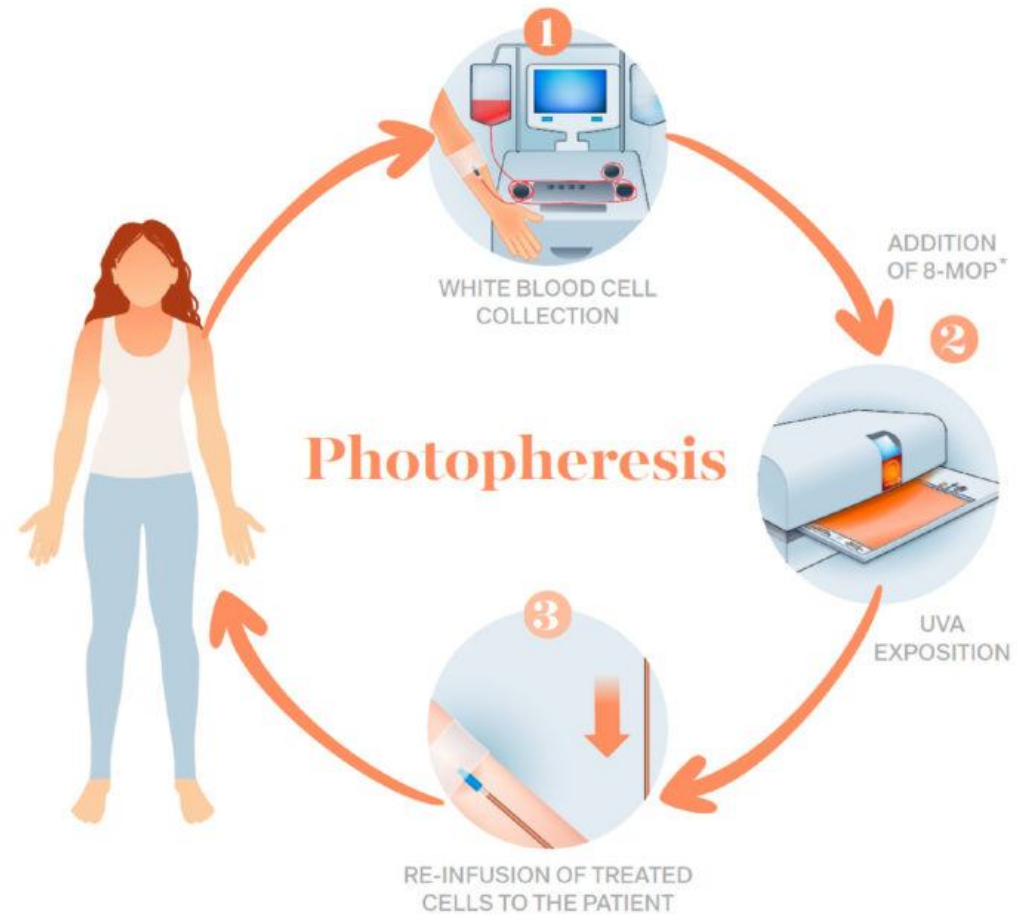 1
WHITE BLOOD CELL
COLLECTION
ADDITION
OF 8-MOP*
2
Photopheresis
UVA
EXPOSITION
3
RE-INFUSION OF TREATED
CELLS TO THE PATIENT